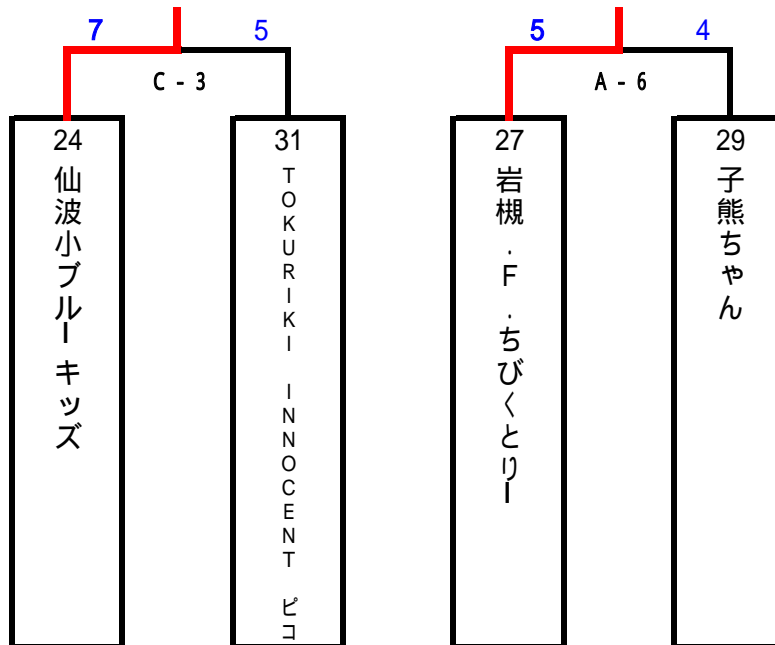 7 5 5 4
C - 3 A - 6
24 31 27 29
仙波小ブルーキッズ
TOKURIKI INNOCENT ピコ
岩槻.F.ちびくとりー
子熊ちゃん